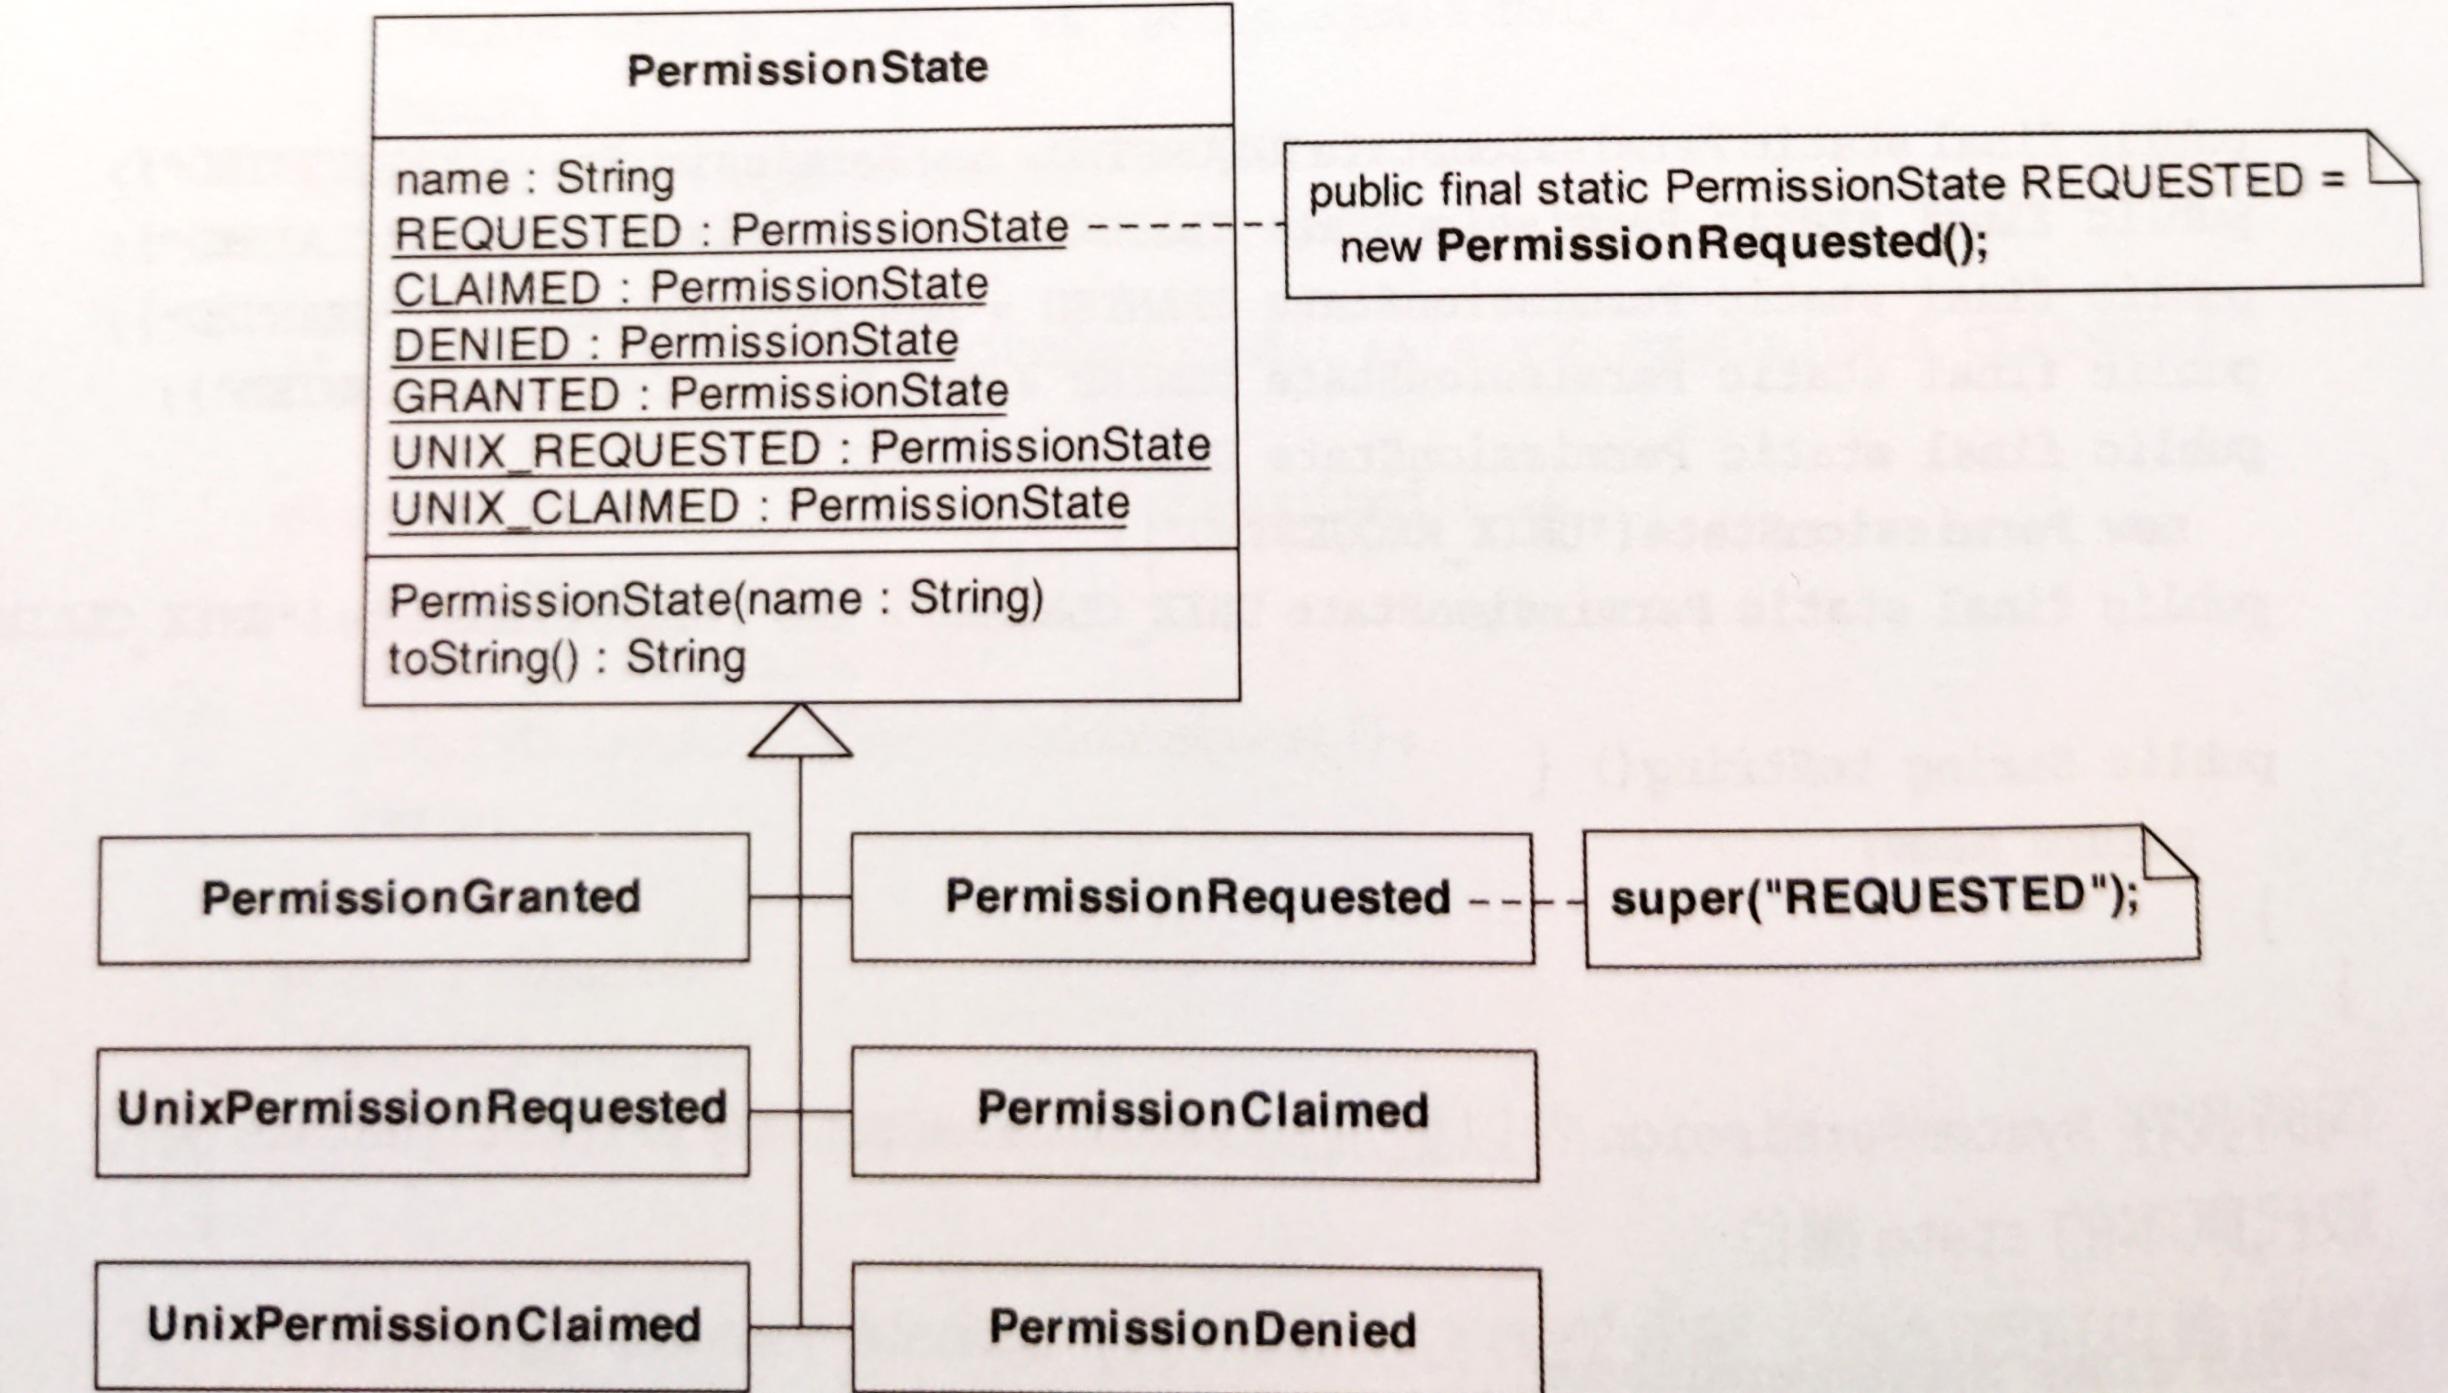 PermissionState
name : String
REQUESTED : PermissionState
CLAIMED : PermissionState
DENIED : PermissionState
GRANTED : PermissionState
UNIX_REQUESTED : PermissionState
UNIX_CLAIMED : PermissionState
PermissionState(name : String)
toString() : String
public final static PermissionState REQUESTED =
new PermissionRequested();
PermissionGranted
PermissionRequested
super("REQUESTED");
UnixPermissionRequested
PermissionClaimed
UnixPermissionClaimed
PermissionDenied